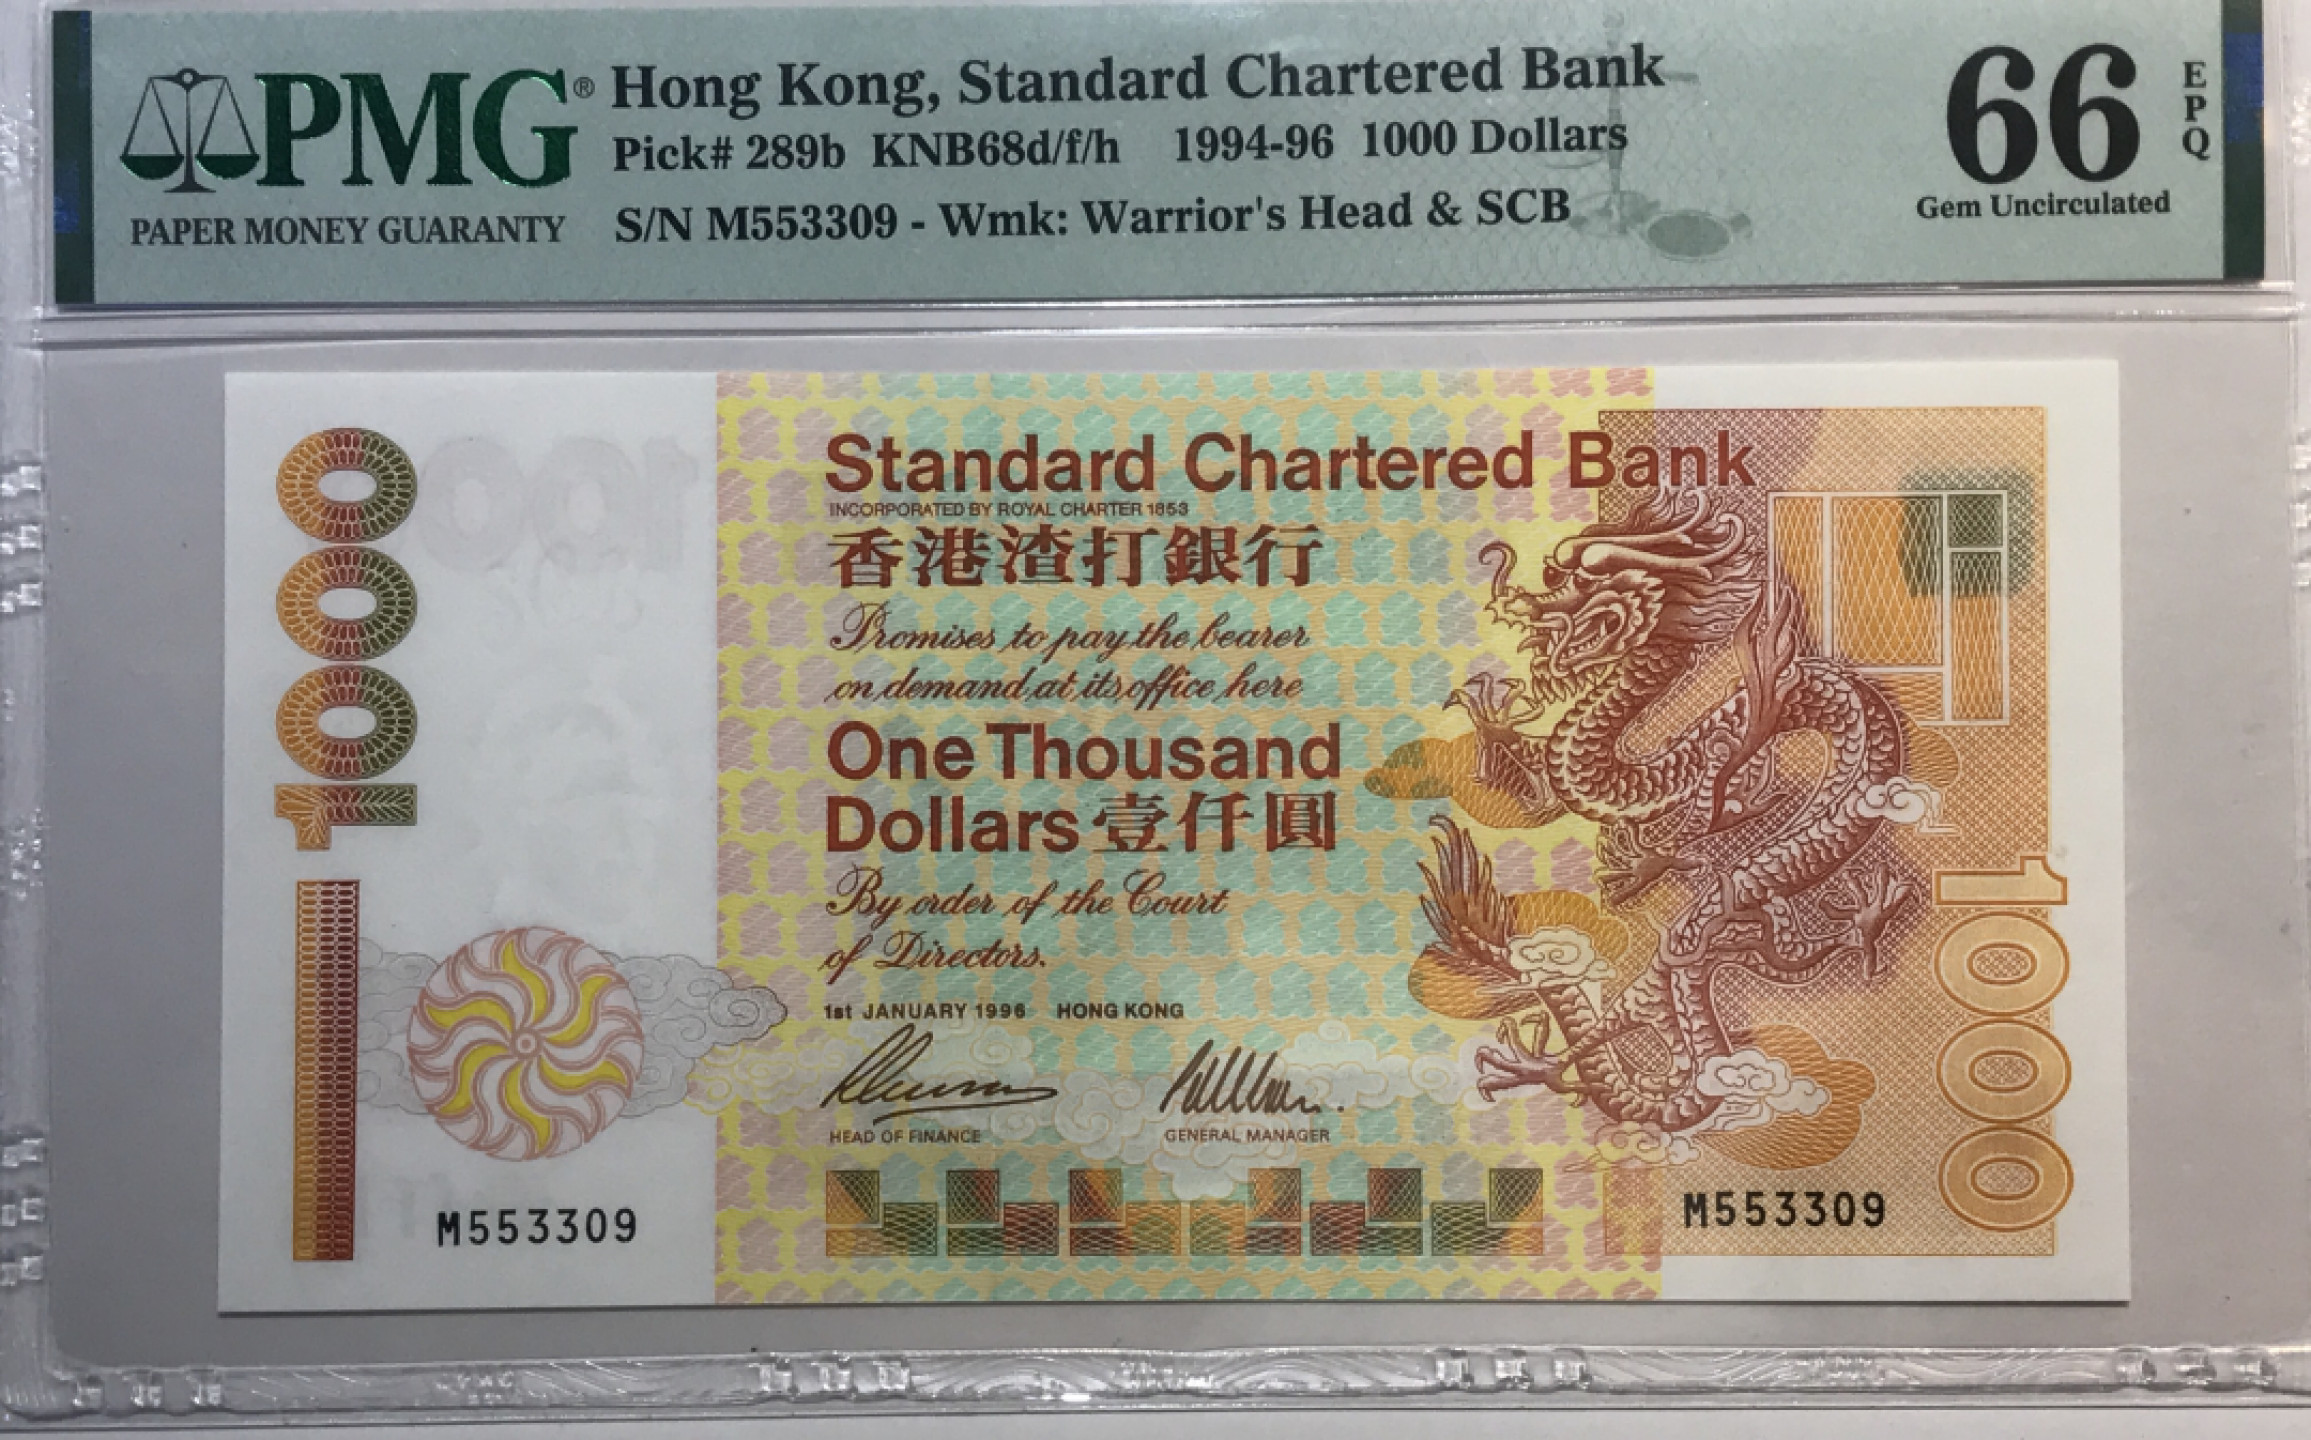 PMG®
PAPER MONEY GUARANTY
Hong Kong, Standard Chartered Bank
Pick# 289b KNB68d/f/h 1994-96 1000 Dollars
S/N M553309 - Wmk: Warrior's Head & SCB
66 EPQ
Gem Uncirculated
1000
Standard Chartered Bank
INCORPORATED BY ROYAL CHARTER 1853
香港渣打銀行
Promises to pay the bearer
on demand at its office here
One Thousand
Dollars 壹仟圓
By order of the Court
of Directors.
1st JANUARY 1996 HONG KONG
HEAD OF FINANCE GENERAL MANAGER
M553309
M553309
1000